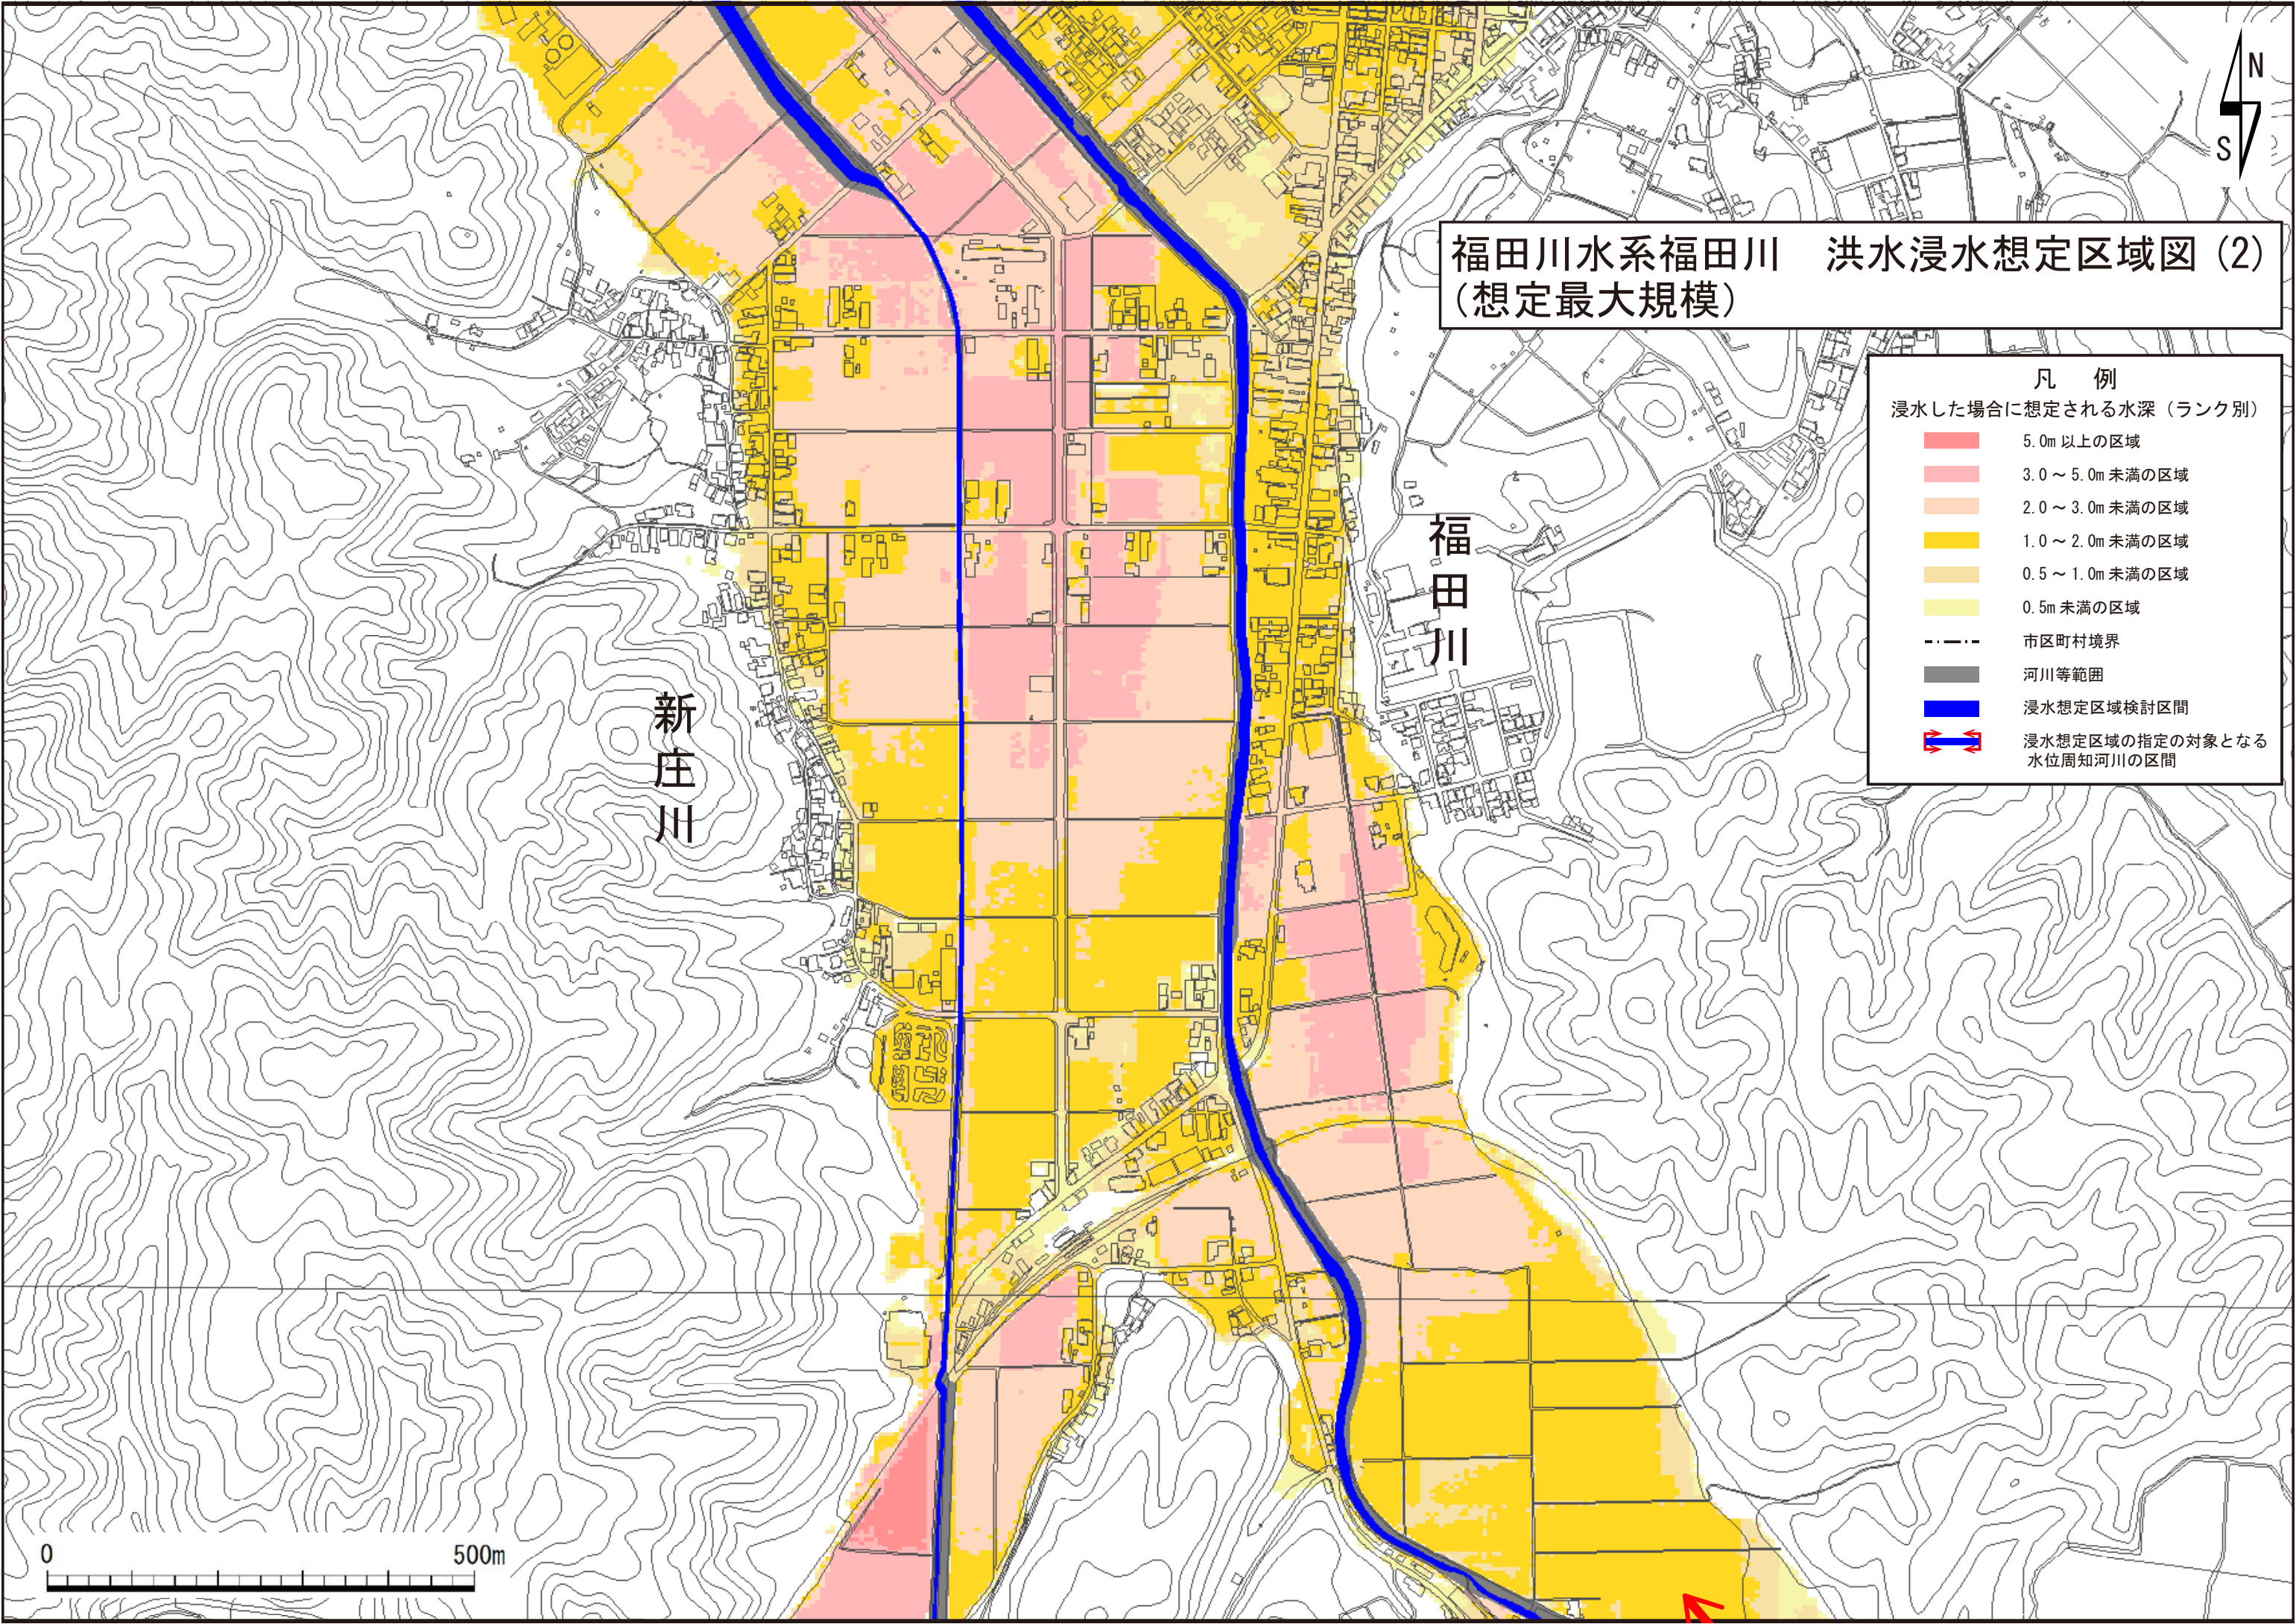 N
S
福田川水系福田川　洪水浸水想定区域図（2）
（想定最大規模）
凡　例
浸水した場合に想定される水深（ランク別）
5.0m 以上の区域
3.0 ～ 5.0m 未満の区域
2.0 ～ 3.0m 未満の区域
1.0 ～ 2.0m 未満の区域
0.5 ～ 1.0m 未満の区域
0.5m 未満の区域
市区町村境界
河川等範囲
浸水想定区域検討区間
浸水想定区域の指定の対象となる
水位周知河川の区間
福田川
新庄川
0
500m